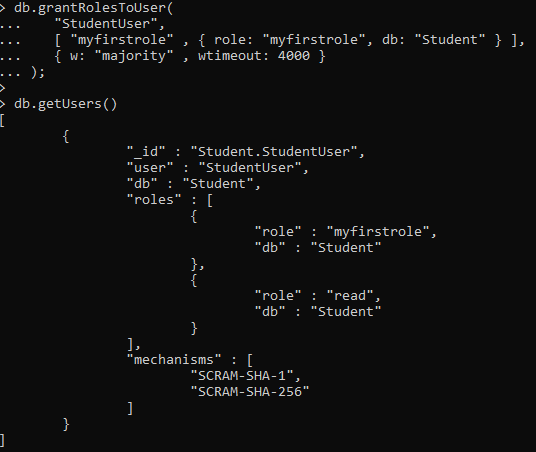 > db.grantRolesToUser(
...     "StudentUser",
...     [ "myfirstrole" , { role: "myfirstrole", db: "Student" } ],
...     { w: "majority" , wtimeout: 4000 }
... );
>
> db.getUsers()
[
        {
                "_id" : "Student.StudentUser",
                "user" : "StudentUser",
                "db" : "Student",
                "roles" : [
                        {
                                "role" : "myfirstrole",
                                "db" : "Student"
                        },
                        {
                                "role" : "read",
                                "db" : "Student"
                        }
                ],
                "mechanisms" : [
                        "SCRAM-SHA-1",
                        "SCRAM-SHA-256"
                ]
        }
]